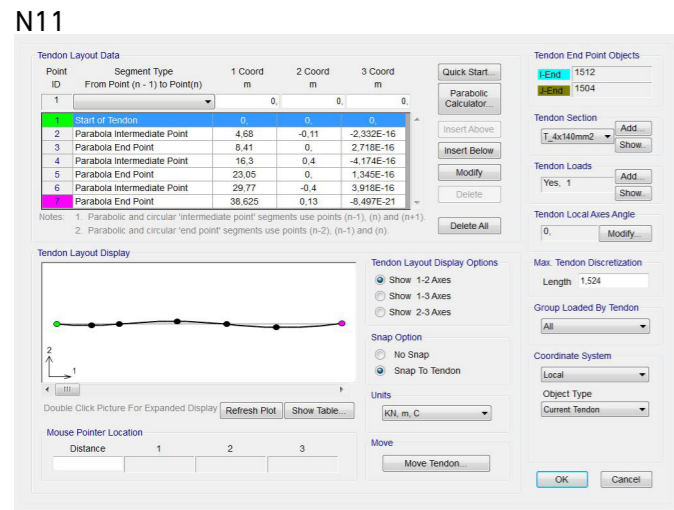 N11
Tendon Layout Data
Point ID Segment Type From Point (n - 1) to Point(n) 1 Coord m 2 Coord m 3 Coord m
1 0, 0, 0,
1 Start of Tendon 0, 0, 0,
2 Parabola Intermediate Point 4,68 -0,11 -2,332E-16
3 Parabola End Point 8,41 0, 2,718E-16
4 Parabola Intermediate Point 16,3 0,4 -4,174E-16
5 Parabola End Point 23,05 0, 1,345E-16
6 Parabola Intermediate Point 29,77 -0,4 3,918E-16
7 Parabola End Point 38,625 0,13 -8,497E-21
Notes: 1. Parabolic and circular 'intermediate point' segments use points (n-1), (n) and (n+1).
2. Parabolic and circular 'end point' segments use points (n-2), (n-1) and (n).
Quick Start...
Parabolic Calculator...
Insert Above
Insert Below
Modify
Delete
Delete All
Tendon Layout Display
2
1
Double Click Picture For Expanded Display
Refresh Plot
Show Table...
Mouse Pointer Location
Distance 1 2 3
Tendon Layout Display Options
Show 1-2 Axes
Show 1-3 Axes
Show 2-3 Axes
Snap Option
No Snap
Snap To Tendon
Units
KN, m, C
Move
Move Tendon...
Tendon End Point Objects
I-End 1512
J-End 1504
Tendon Section
T_4x140mm2
Add...
Show..
Tendon Loads
Yes, 1
Add...
Show..
Tendon Local Axes Angle
0, Modify...
Max. Tendon Discretization
Length 1,524
Group Loaded By Tendon
All
Coordinate System
Local
Object Type
Current Tendon
OK Cancel